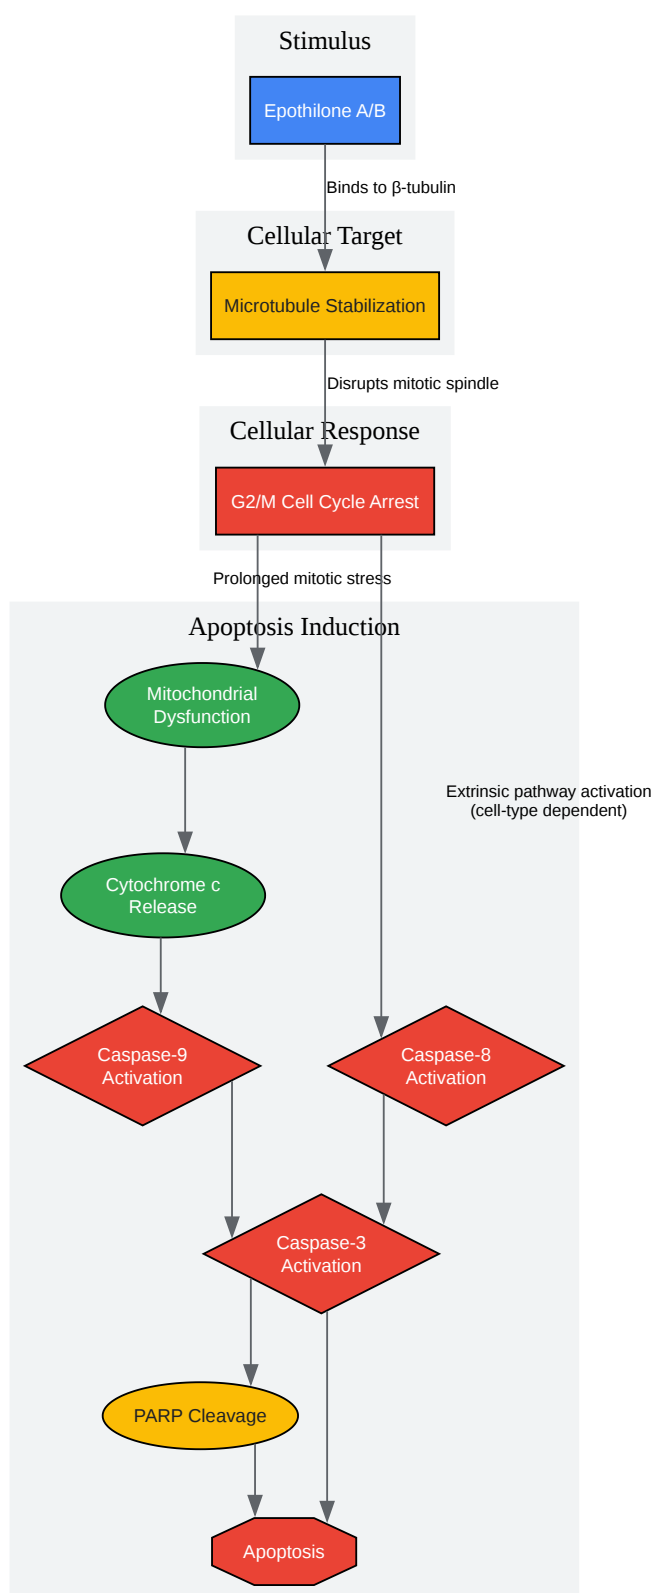 Stimulus
Epothilone A/B
Binds to β-tubulin
Cellular Target
Microtubule Stabilization
Disrupts mitotic spindle
Cellular Response
G2/M Cell Cycle Arrest
Prolonged mitotic stress
Apoptosis Induction
Mitochondrial
Dysfunction
Extrinsic pathway activation
(cell-type dependent)
Cytochrome c
Release
Caspase-9
Activation
Caspase-8
Activation
Caspase-3
Activation
PARP Cleavage
Apoptosis